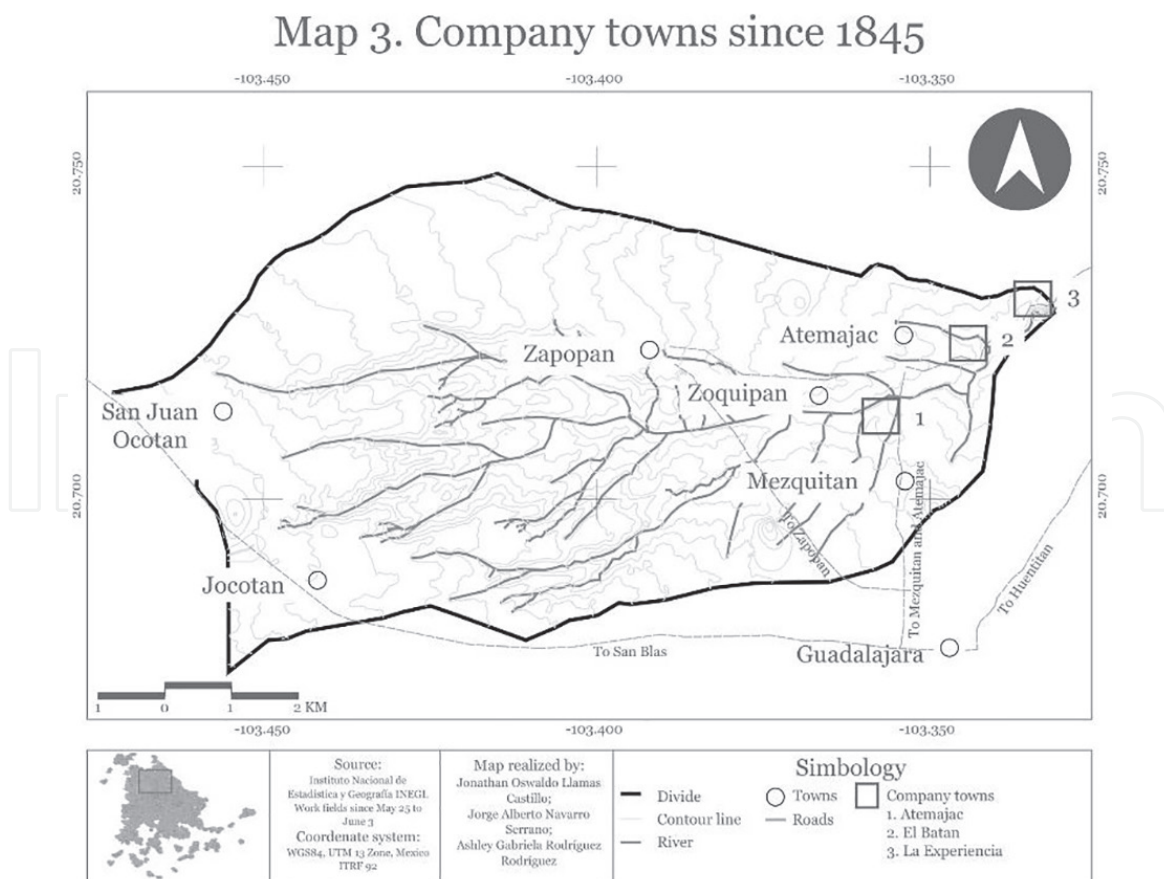 Map 3. Company towns since 1845
-103.450
-103.400
-103.350
20.750
20.750
3
Atemajac
2
Zapopan
Zoquipan
San Juan
Ocotan
1
Mezquitan
20.700
20.700
To Zapopan
To Mezquitan and Atemajac
To Huentitan
Jocotan
To San Blas
Guadalajara
1 0 1 2 KM
-103.450
-103.400
-103.350
Source:
Instituto Nacional de
Estadistica y Geografía INEGI.
Work fields since May 25 to
June 3
Coordenate system:
WGS84, UTM 13 Zone, Mexico
ITRF 92
Map realized by:
Jonathan Oswaldo Llamas
Castillo;
Jorge Alberto Navarro
Serrano;
Ashley Gabriela Rodríguez
Rodríguez
Simbology
Divide
Contour line
River
Towns
Roads
Company towns
1. Atemajac
2. El Batan
3. La Experiencia